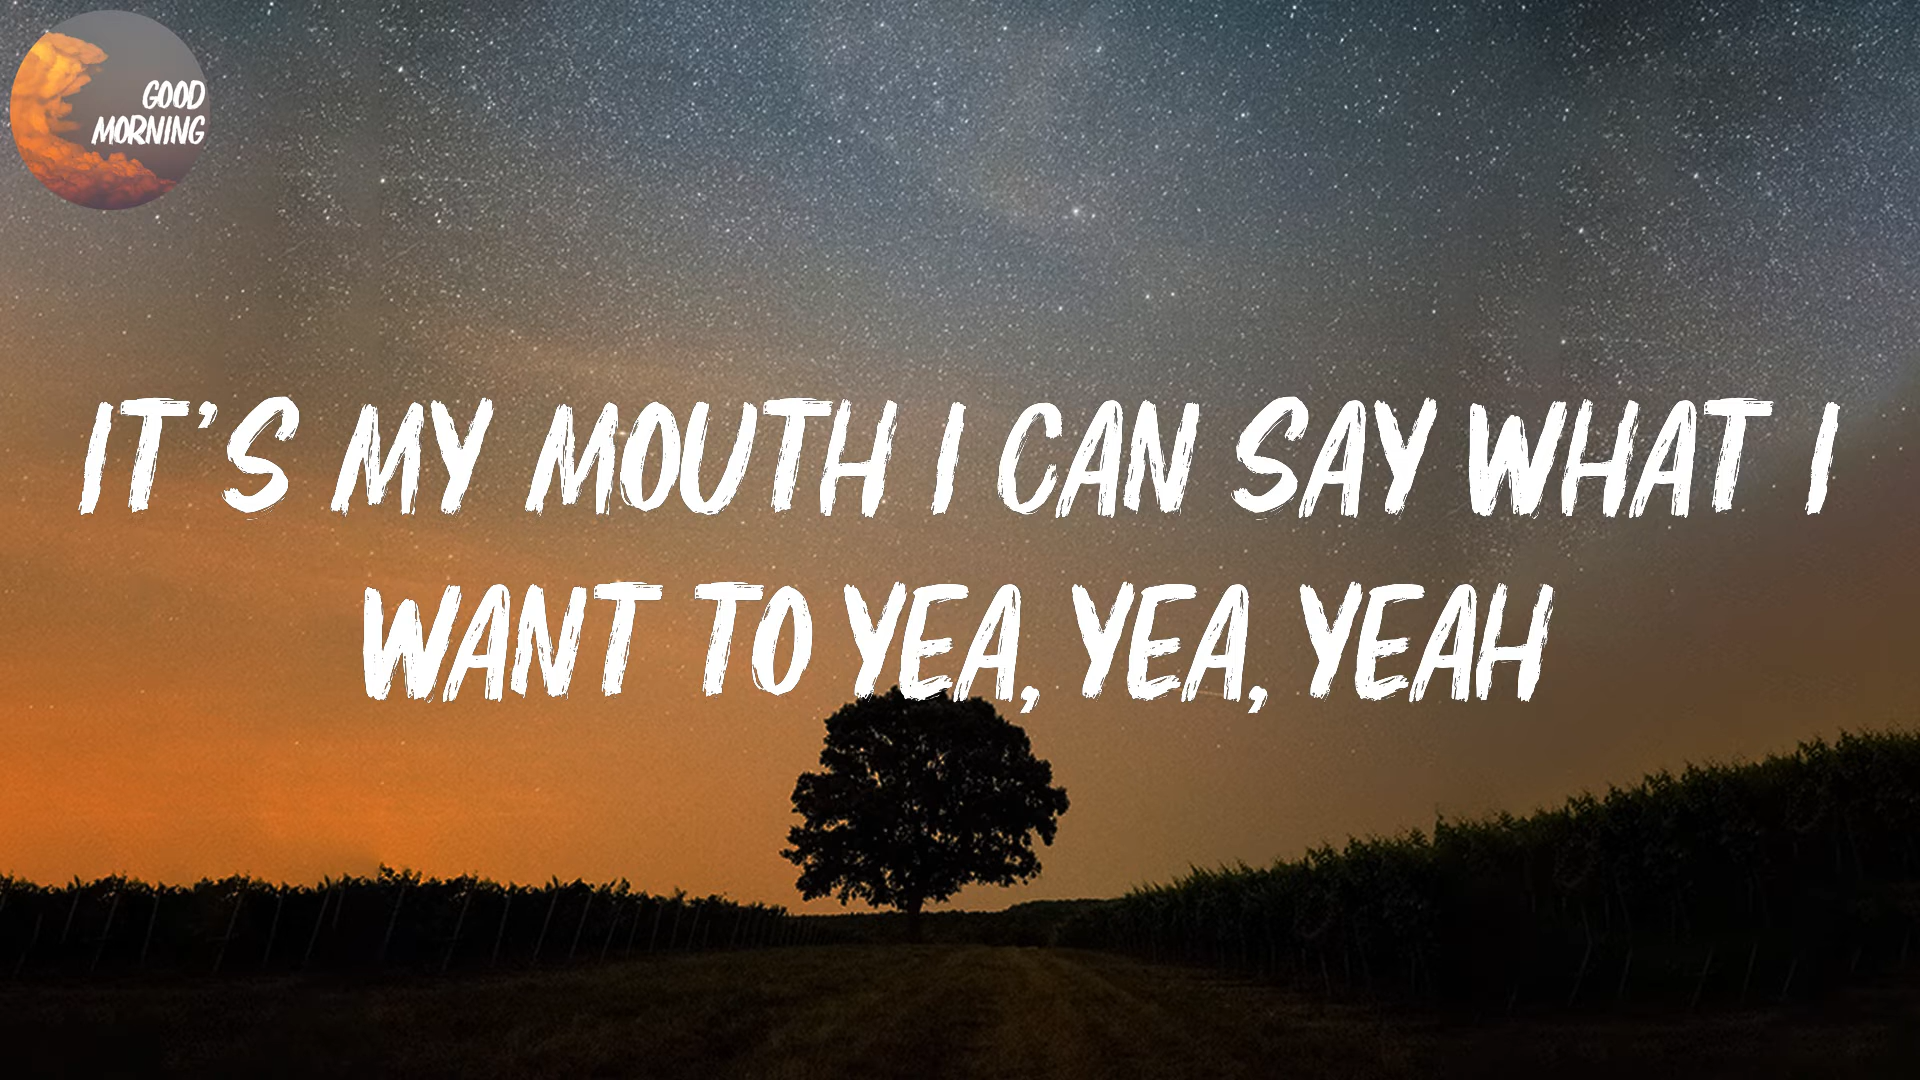 GOOD
MORNING
IT'S MY MOUTH I CAN SAY WHAT I
WANT TO YEA, YEA, YEAH